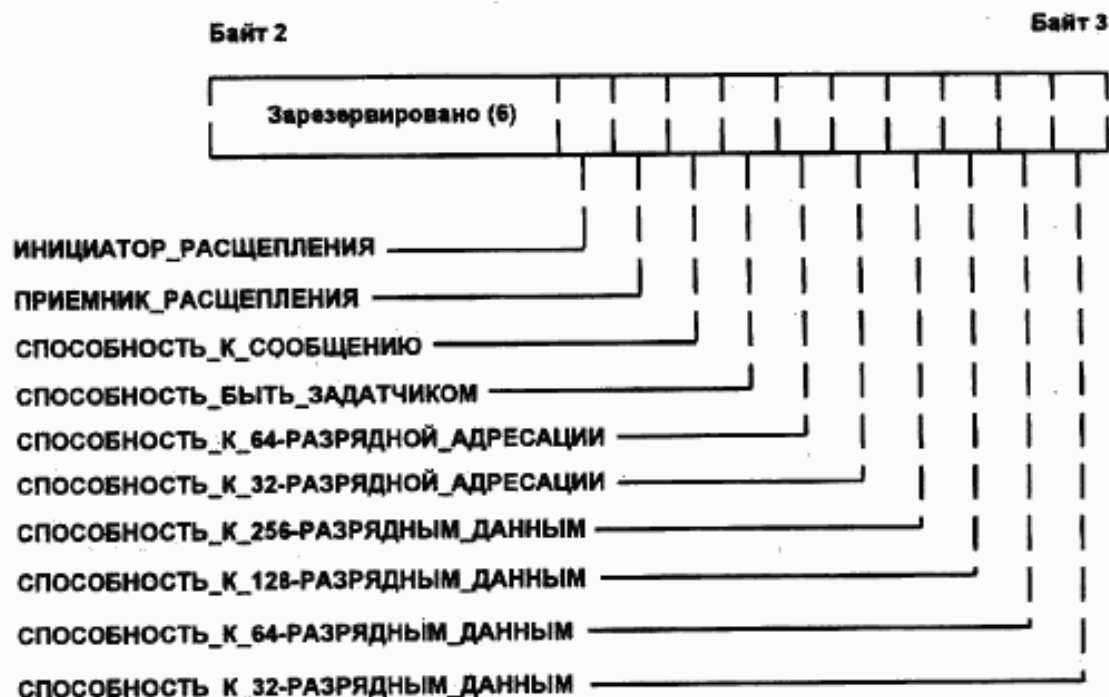 Байт 2 Байт 3
Зарезервировано (6)
ИНИЦИАТОР_РАСЩЕПЛЕНИЯ
ПРИЕМНИК_РАСЩЕПЛЕНИЯ
СПОСОБНОСТЬ_К_СООБЩЕНИЮ
СПОСОБНОСТЬ_БЫТЬ_ЗАДАТЧИКОМ
СПОСОБНОСТЬ_К_64-РАЗРЯДНОЙ_АДРЕСАЦИИ
СПОСОБНОСТЬ_К_32-РАЗРЯДНОЙ_АДРЕСАЦИИ
СПОСОБНОСТЬ_К_256-РАЗРЯДНЫМ_ДАННЫМ
СПОСОБНОСТЬ_К_128-РАЗРЯДНЫМ_ДАННЫМ
СПОСОБНОСТЬ_К_64-РАЗРЯДНЫМ_ДАННЫМ
СПОСОБНОСТЬ_К_32-РАЗРЯДНЫМ_ДАННЫМ